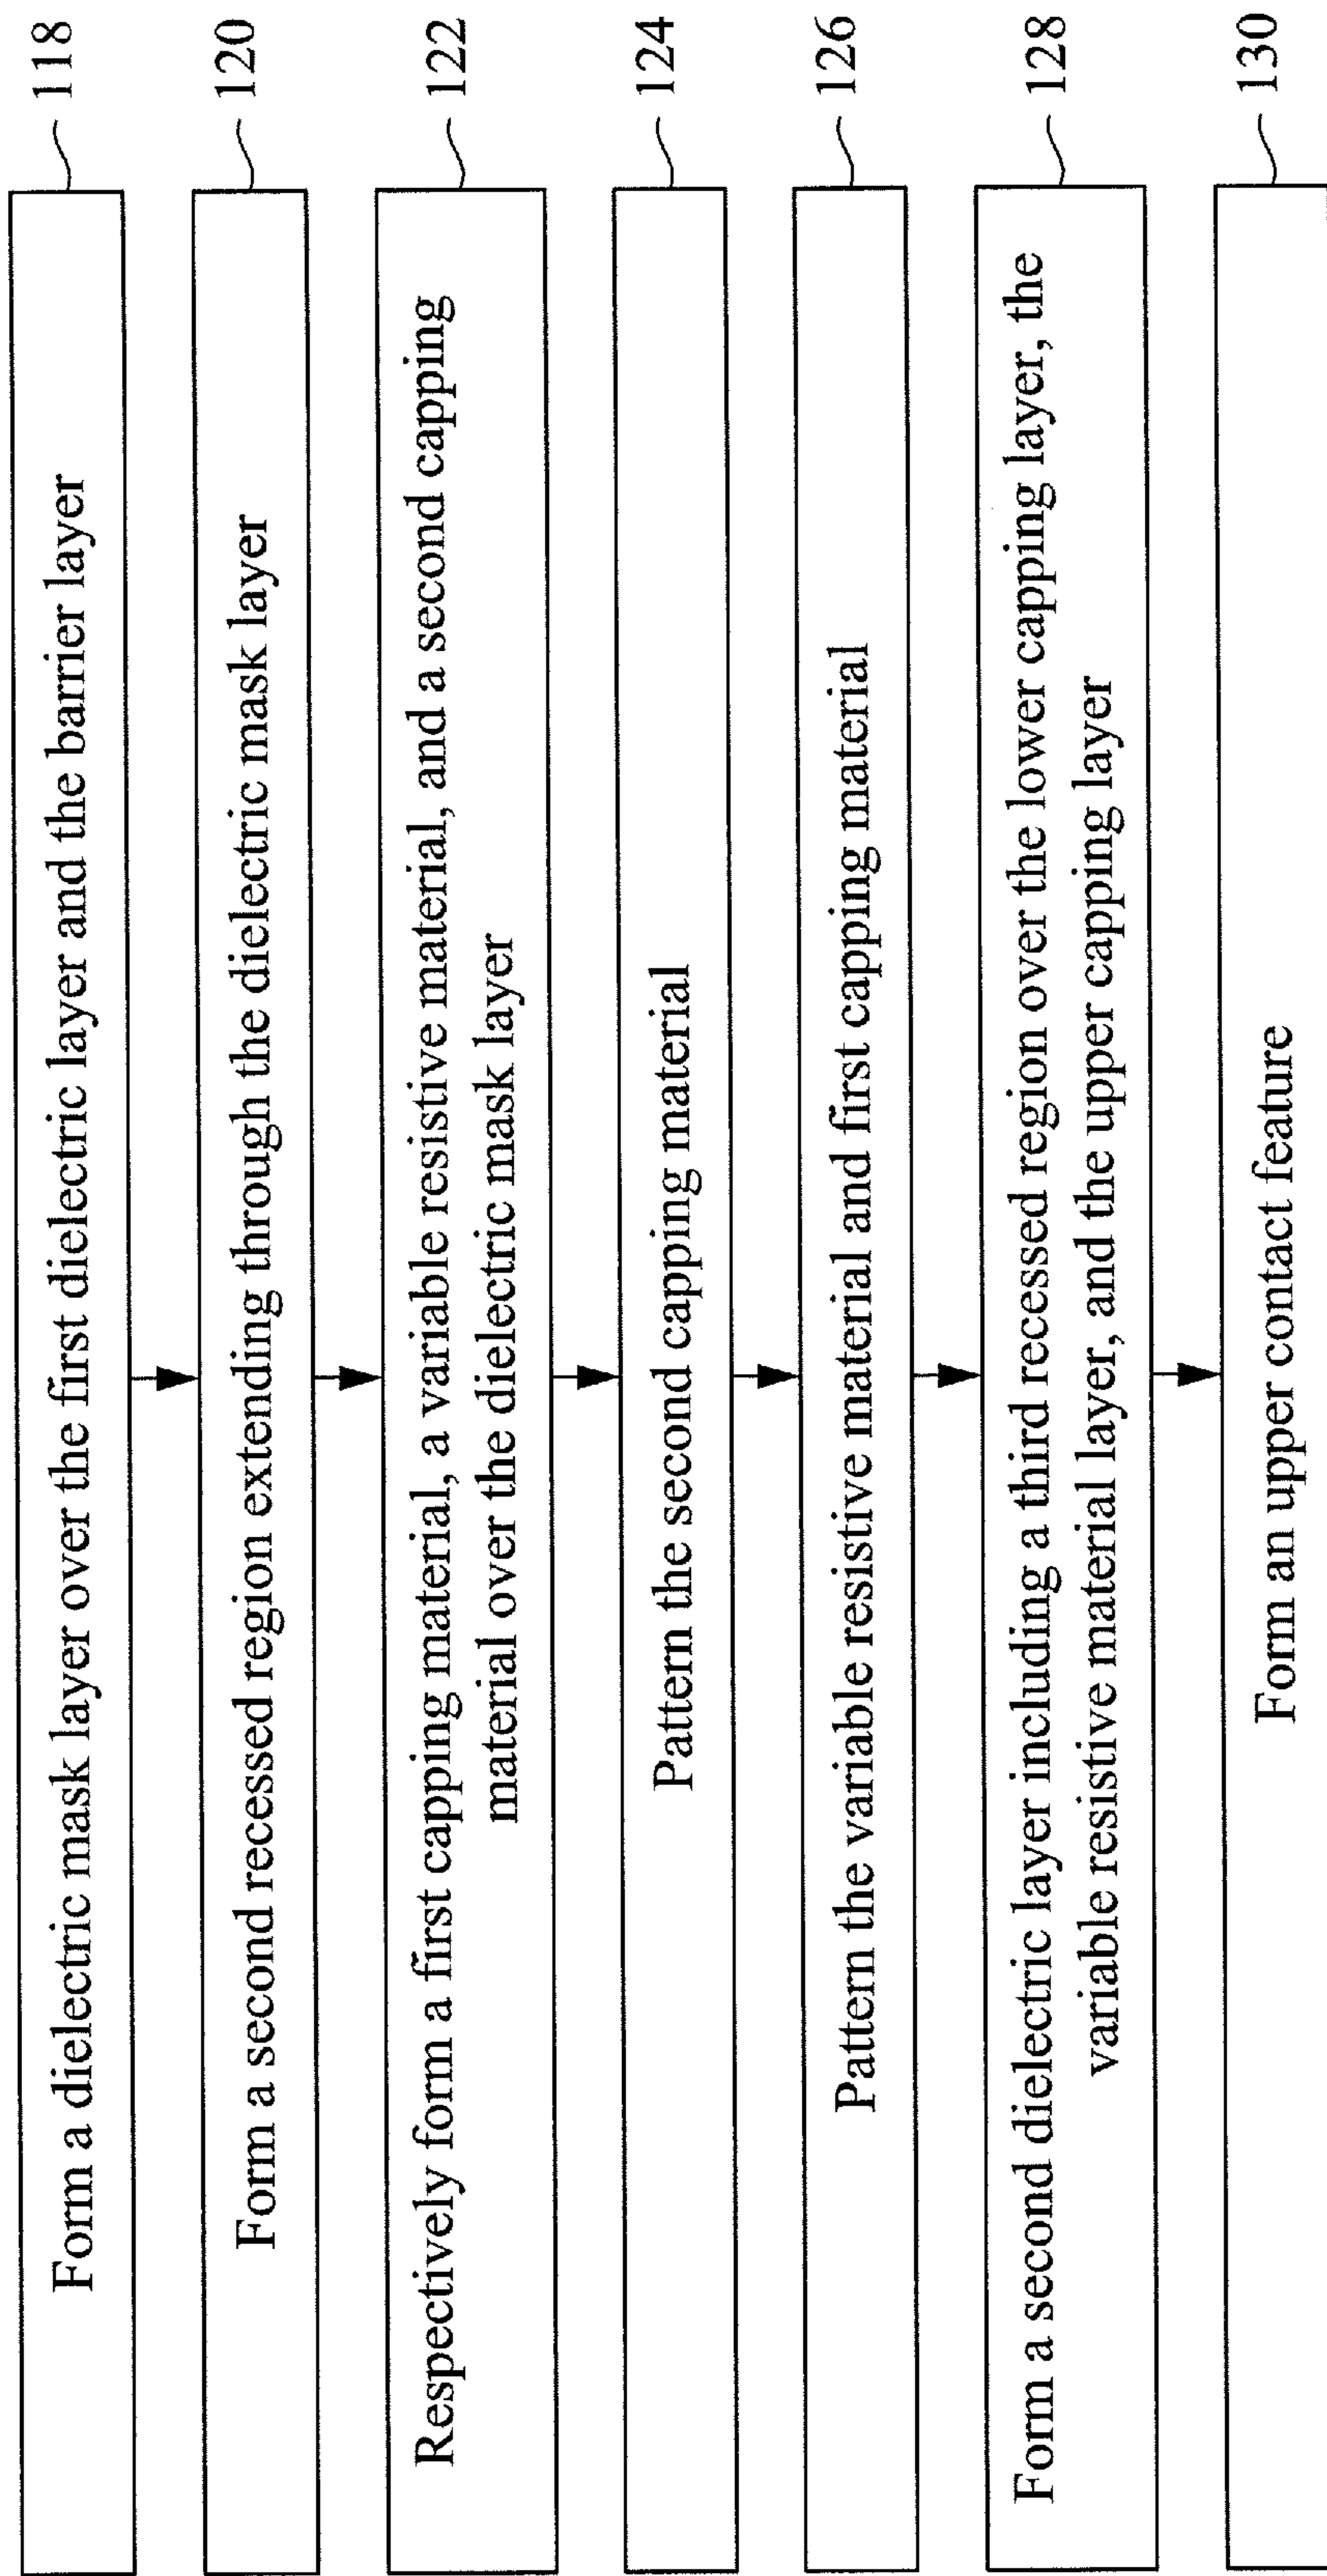 Form a dielectric mask layer over the first dielectric layer and the barrier layer
118
Form a second recessed region extending through the dielectric mask layer
120
Respectively form a first capping material, a variable resistive material, and a second capping
material over the dielectric mask layer
122
Pattern the second capping material
124
Pattern the variable resistive material and first capping material
126
Form a second dielectric layer including a third recessed region over the lower capping layer, the
variable resistive material layer, and the upper capping layer
128
Form an upper contact feature
130